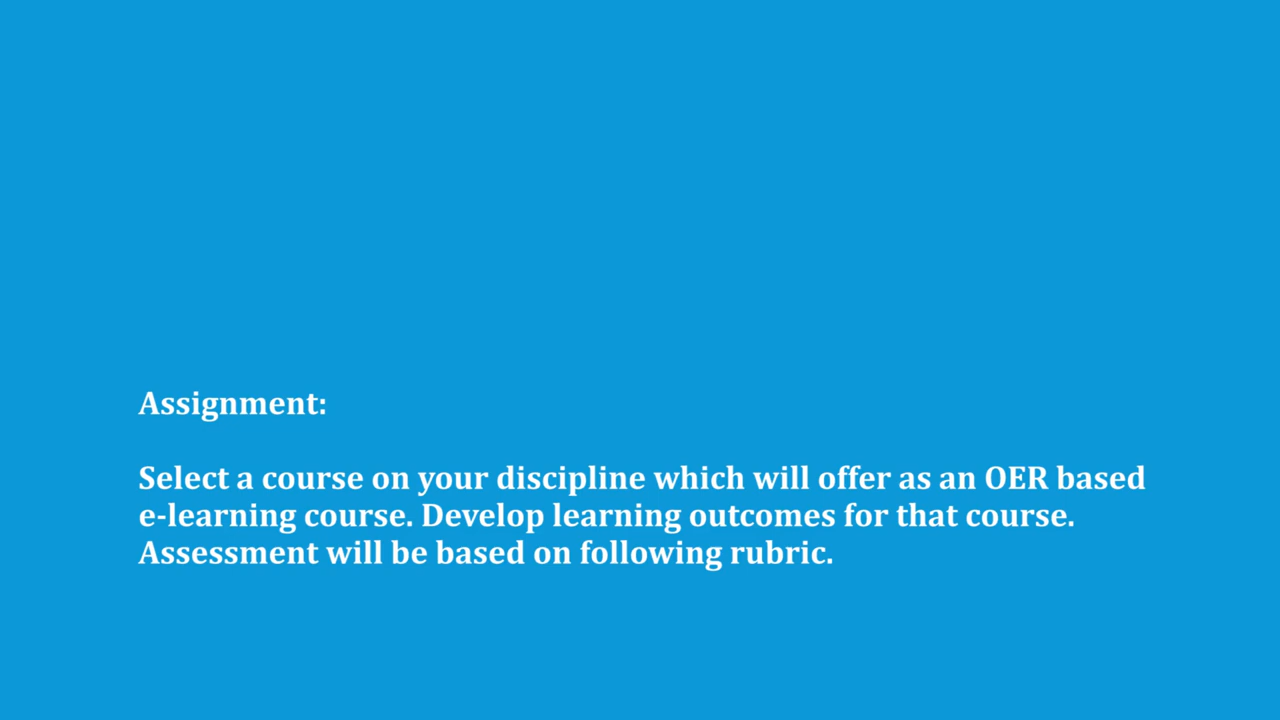 Assignment:
Select a course on your discipline which will offer as an OER based
e-learning course. Develop learning outcomes for that course.
Assessment will be based on following rubric.